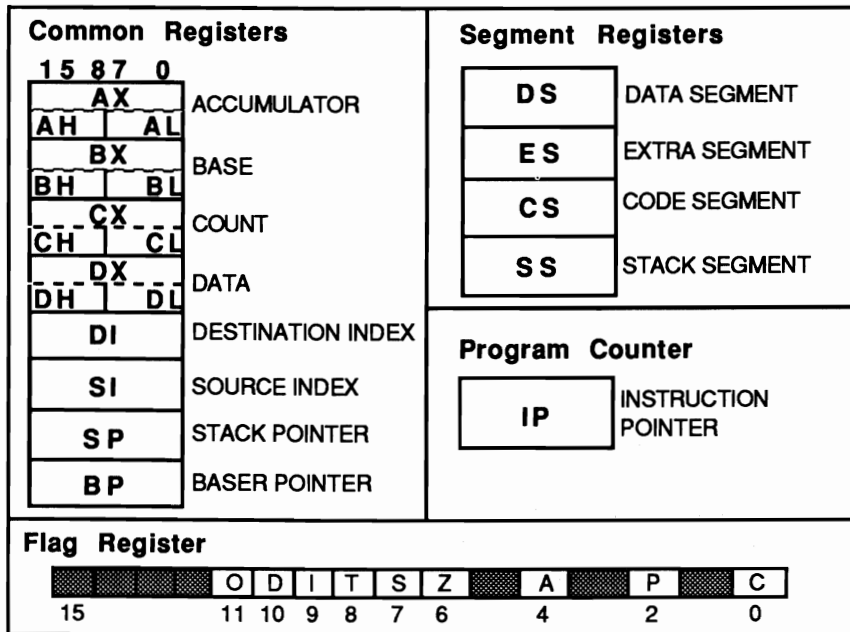 Common Registers
15 87 0
AX
AH AL
ACCUMULATOR
BX
BH BL
BASE
CX
CH CL
COUNT
DX
DH DL
DATA
DI
DESTINATION INDEX
SI
SOURCE INDEX
SP
STACK POINTER
BP
BASER POINTER
Segment Registers
DS
DATA SEGMENT
ES
EXTRA SEGMENT
CS
CODE SEGMENT
SS
STACK SEGMENT
Program Counter
IP
INSTRUCTION
POINTER
Flag Register
O D I T S Z A P C
15 11 10 9 8 7 6 4 2 0